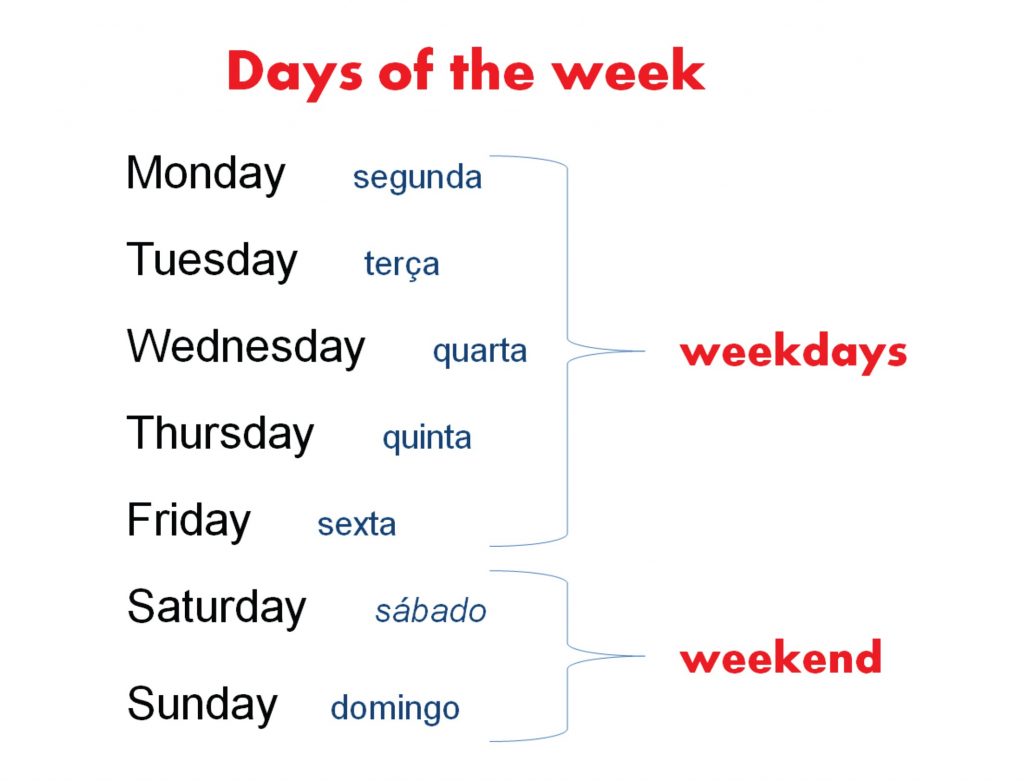 Days of the week
Monday segunda
Tuesday terça
Wednesday quarta
weekdays
Thursday quinta
Friday sexta
Saturday sábado
weekend
Sunday domingo